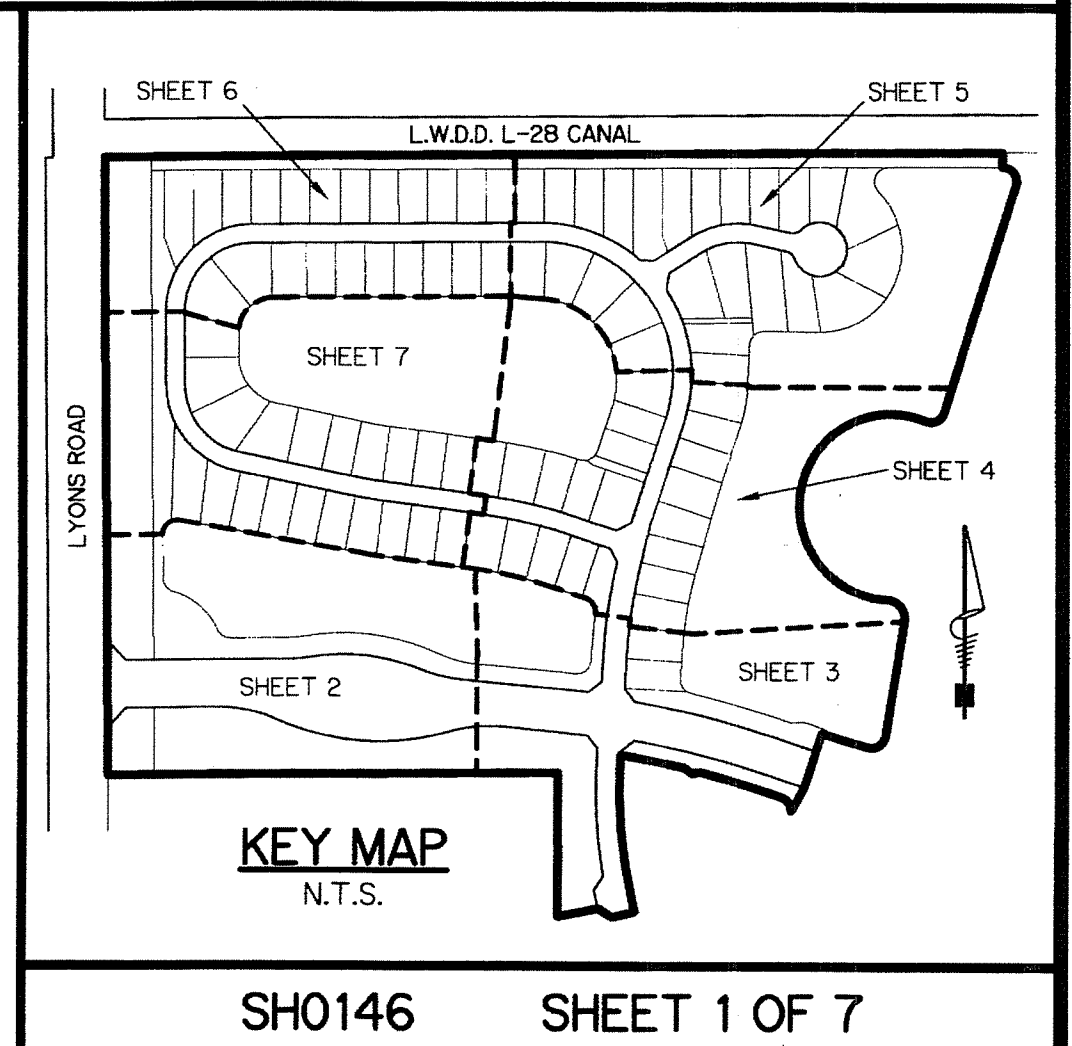 SHEET 6
SHEET 5
L.W.D.D. L-28 CANAL
SHEET 7
LYONS ROAD
SHEET 4
SHEET 2
SHEET 3
KEY MAP
N.T.S.
SH0146 SHEET 1 OF 7